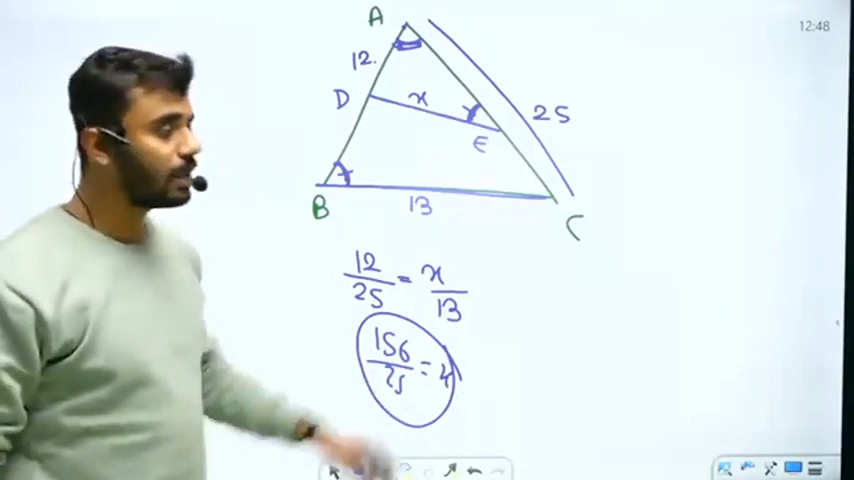 12:48
A
12.
D
x
25
E
B
13
C
12/25 = x/13
156/25 = x